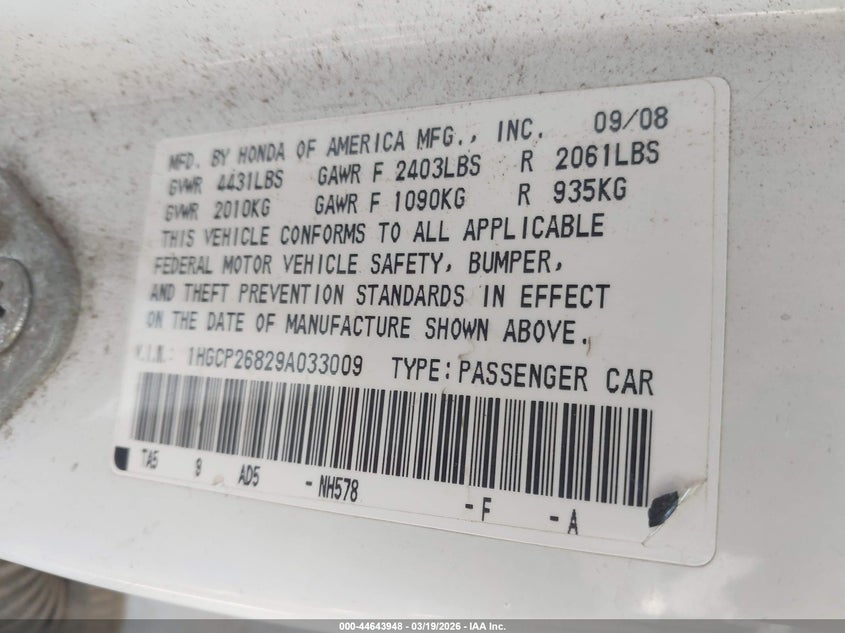 MFD. BY HONDA OF AMERICA MFG., INC. 09/08
GVWR 4431LBS GAWR F 2403LBS R 2061LBS
GVWR 2010KG GAWR F 1090KG R 935KG
THIS VEHICLE CONFORMS TO ALL APPLICABLE
FEDERAL MOTOR VEHICLE SAFETY, BUMPER,
AND THEFT PREVENTION STANDARDS IN EFFECT
ON THE DATE OF MANUFACTURE SHOWN ABOVE.
V.I.N.: 1HGCP26829A033009 TYPE: PASSENGER CAR
TA5 9 AD5 - NH578 - F - A
000-44643948 - 03/19/2026 - IAA Inc.